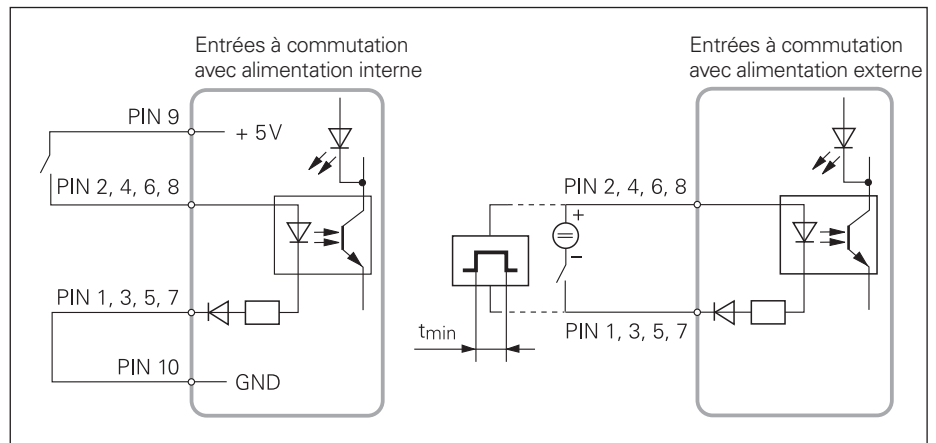 Entrées à commutation
avec alimentation interne
PIN 9
+ 5V
PIN 2, 4, 6, 8
PIN 1, 3, 5, 7
PIN 10
GND
Entrées à commutation
avec alimentation externe
PIN 2, 4, 6, 8
+
−
tmin
PIN 1, 3, 5, 7